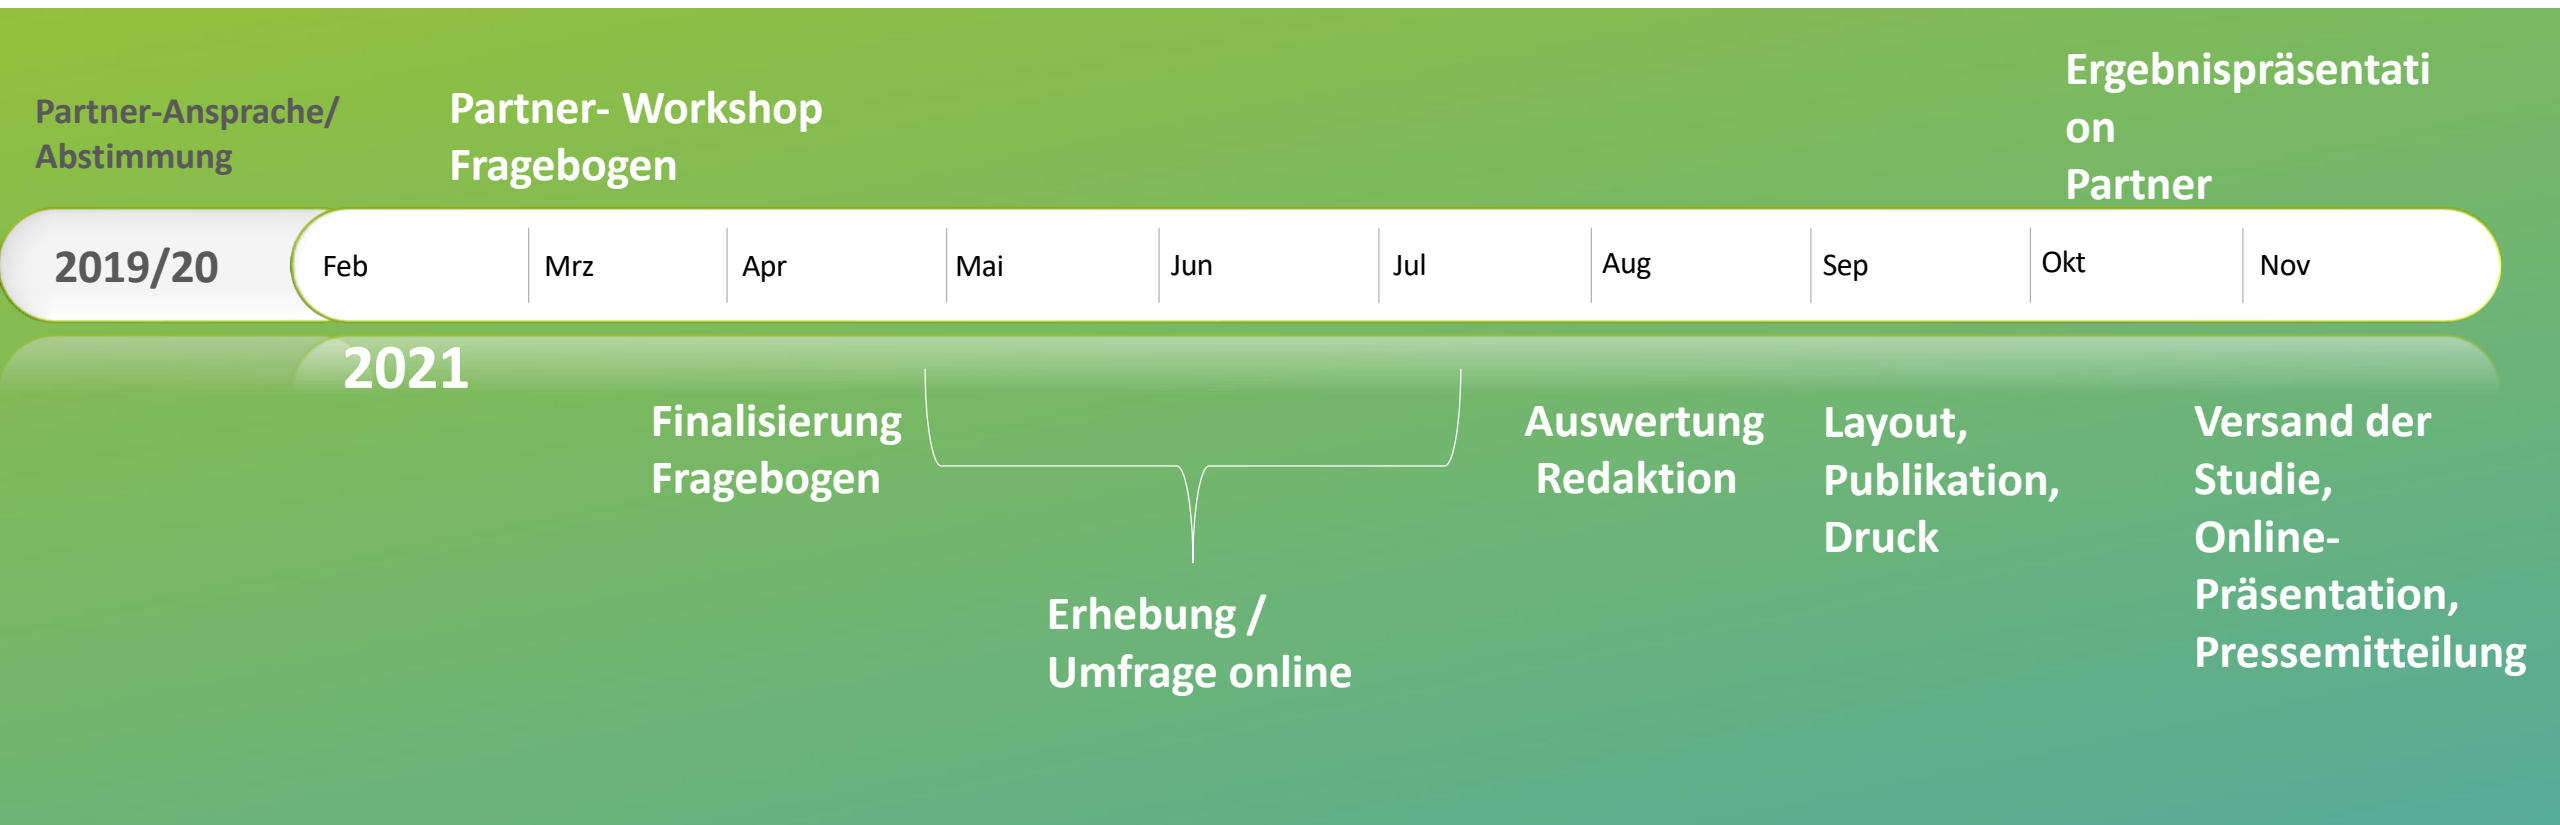 Partner-Ansprache/
Abstimmung
Partner- Workshop
Fragebogen
Ergebnispräsentati
on
Partner
2019/20
Feb
Mrz
Apr
Mai
Jun
Jul
Aug
Sep
Okt
Nov
2021
Finalisierung
Fragebogen
Erhebung /
Umfrage online
Auswertung
Redaktion
Layout,
Publikation,
Druck
Versand der
Studie,
Online-
Präsentation,
Pressemitteilung